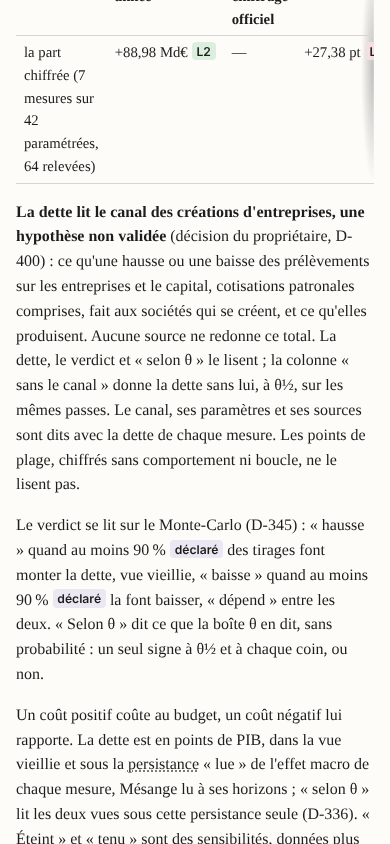 officiel
la part +88,98 Md€ L2 — +27,38 pt
chiffrée (7
mesures sur
42
paramétrées,
64 relevées)
La dette lit le canal des créations d'entreprises, une
hypothèse non validée (décision du propriétaire, D-
400) : ce qu'une hausse ou une baisse des prélèvements
sur les entreprises et le capital, cotisations patronales
comprises, fait aux sociétés qui se créent, et ce qu'elles
produisent. Aucune source ne redonne ce total. La
dette, le verdict et « selon θ » le lisent ; la colonne «
sans le canal » donne la dette sans lui, à θ½, sur les
mêmes passes. Le canal, ses paramètres et ses sources
sont dits avec la dette de chaque mesure. Les points de
plage, chiffrés sans comportement ni boucle, ne le
lisent pas.
Le verdict se lit sur le Monte-Carlo (D-345) : « hausse
» quand au moins 90 % déclaré des tirages font
monter la dette, vue vieillie, « baisse » quand au moins
90 % déclaré la font baisser, « dépend » entre les
deux. « Selon θ » dit ce que la boîte θ en dit, sans
probabilité : un seul signe à θ½ et à chaque coin, ou
non.
Un coût positif coûte au budget, un coût négatif lui
rapporte. La dette est en points de PIB, dans la vue
vieillie et sous la persistance « lue » de l'effet macro de
chaque mesure, Mésange lu à ses horizons ; « selon θ »
lit les deux vues sous cette persistance seule (D-336). «
Éteint » et « tenu » sont des sensibilités, données plus